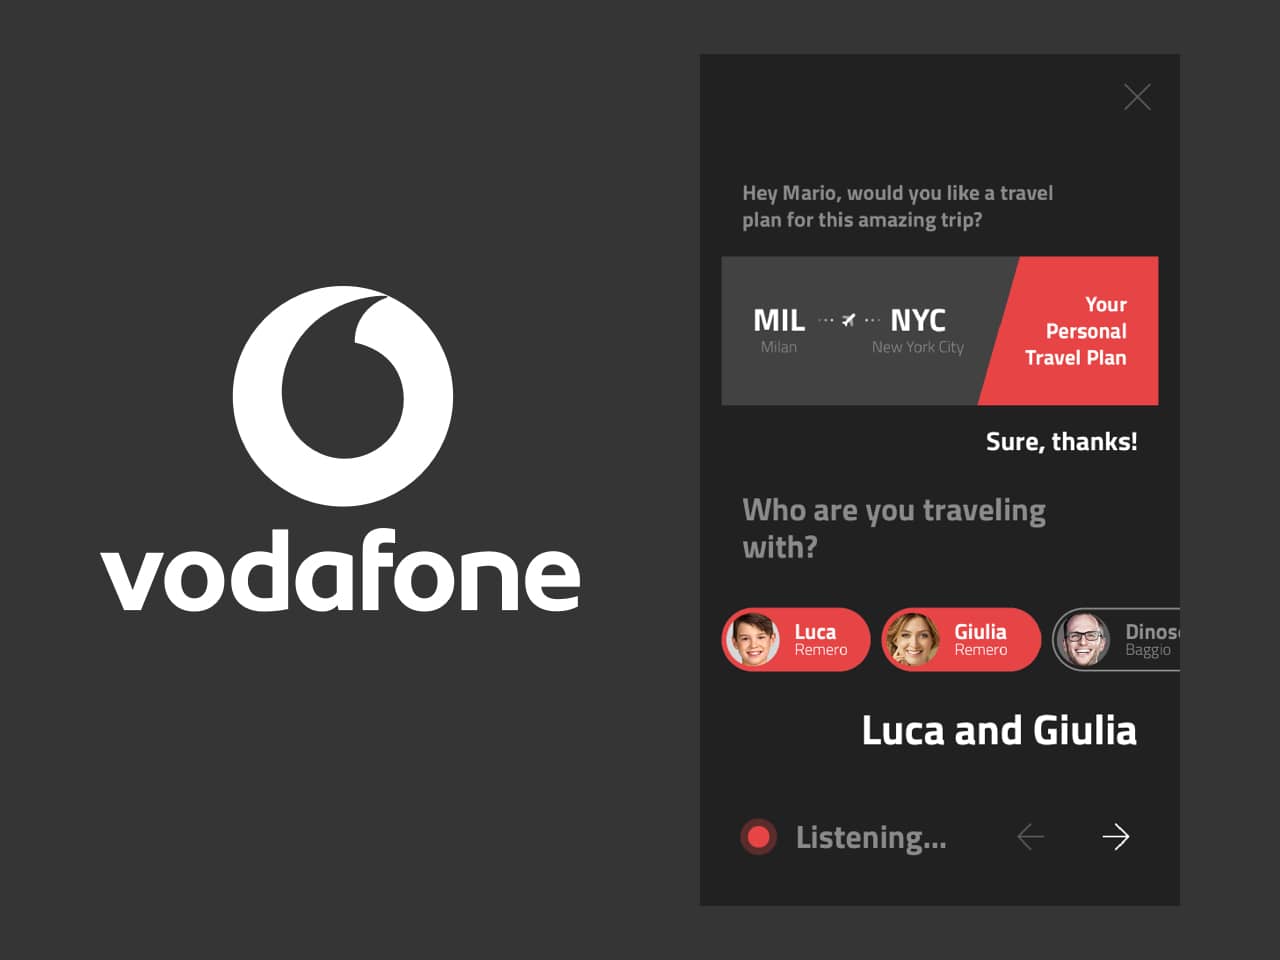 vodafone
Hey Mario, would you like a travel
plan for this amazing trip?
MIL
NYC
Milan
New York City
Your
Personal
Travel Plan
Sure, thanks!
Who are you traveling
with?
Luca
Remero
Giulia
Remero
Baggio
Luca and Giulia
Listening...